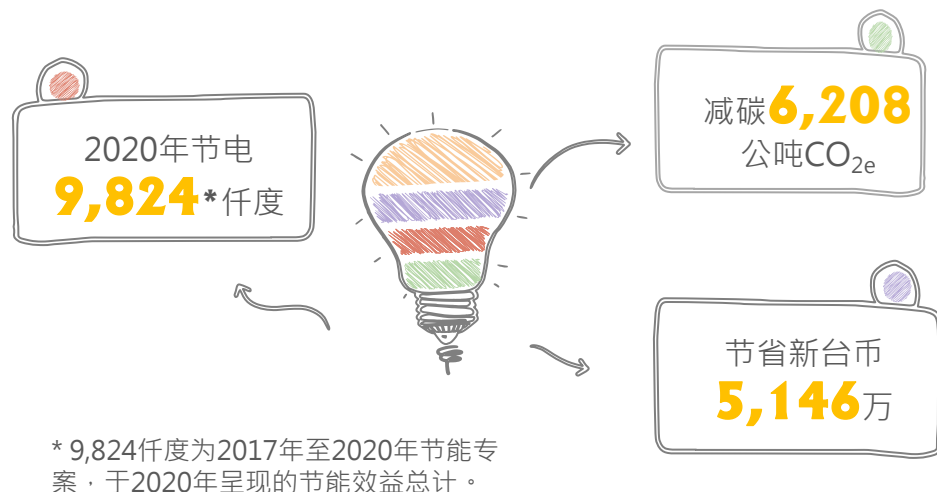 2020年节电
9,824*仟度
减碳6,208
公吨CO2e
节省新台币
5,146万
* 9,824仟度为2017年至2020年节能专
案，于2020年呈现的节能效益总计。